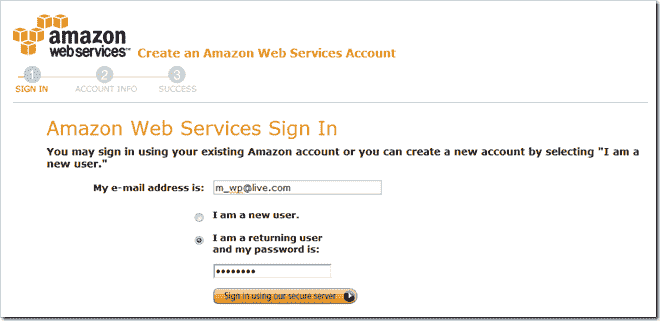 amazon
webservices™
Create an Amazon Web Services Account
1 2 3
SIGN IN ACCOUNT INFO SUCCESS
Amazon Web Services Sign In
You may sign in using your existing Amazon account or you can create a new account by selecting "I am a
new user."
My e-mail address is: m_wp@live.com
I am a new user.
I am a returning user
and my password is:
••••••••
Sign in using our secure server